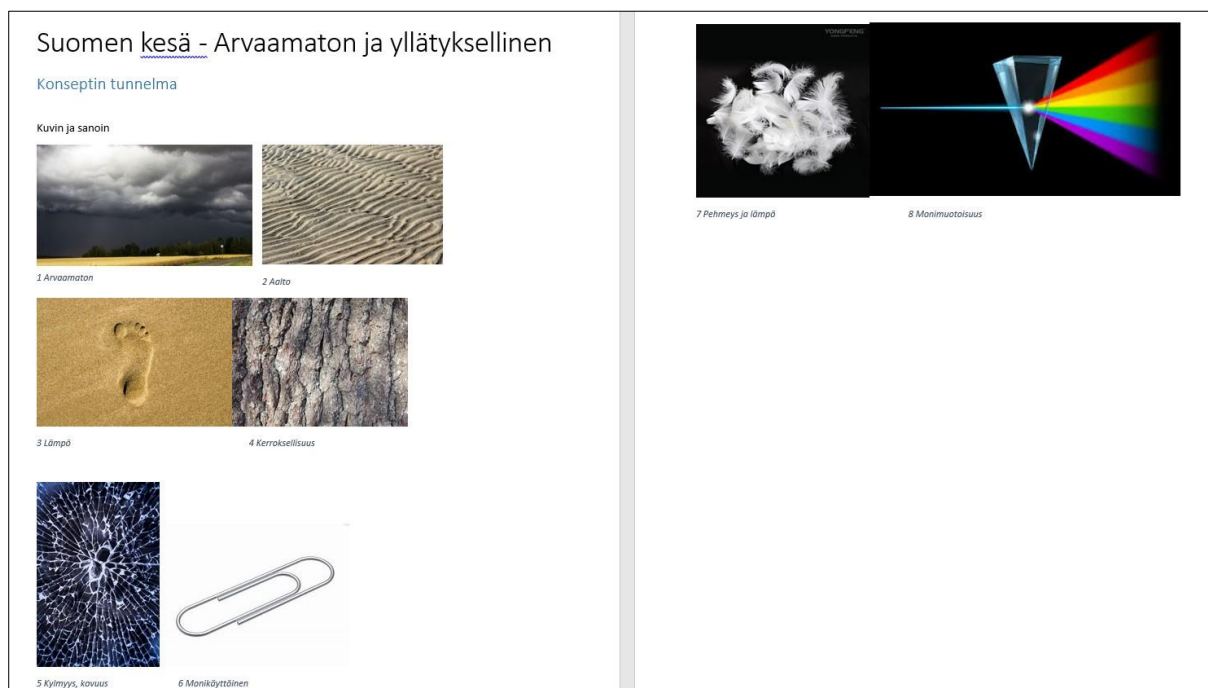 Suomen kesä - Arvaamaton ja yllätyksellinen
Konseptin tunnelma
Kuvin ja sanoin
1 Arvaamaton
2 Aalto
3 Lämpö
4 Kerroksellisuus
5 Kylmyys, kovuus
6 Monikäyttöinen
YONGFENG
7 Pehmeys ja lämpö
8 Monimuotoisuus